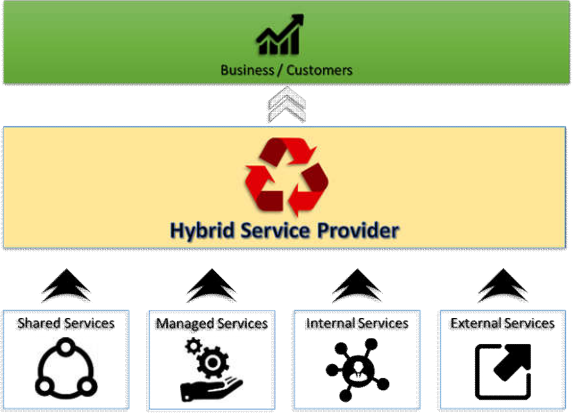 Business / Customers
Hybrid Service Provider
Shared Services
Managed Services
Internal Services
External Services